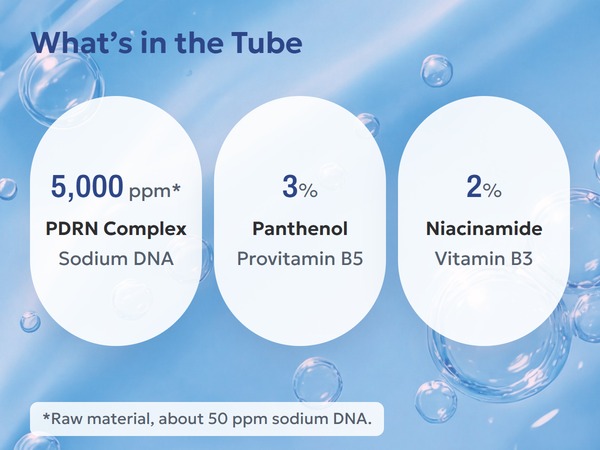 What’s in the Tube
5,000 ppm*
PDRN Complex
Sodium DNA
3%
Panthenol
Provitamin B5
2%
Niacinamide
Vitamin B3
*Raw material, about 50 ppm sodium DNA.